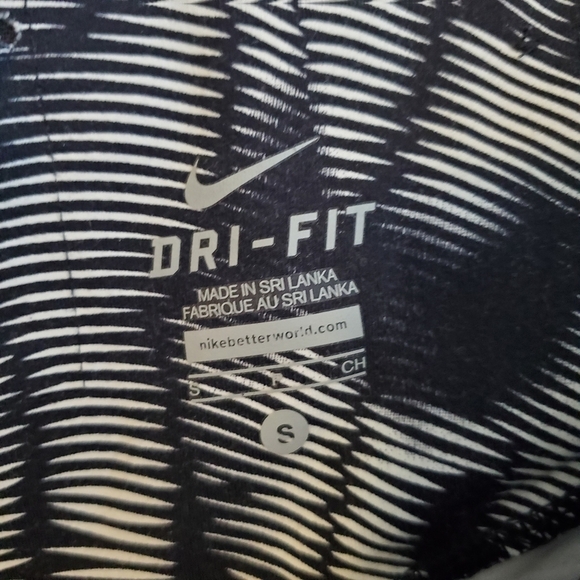 DRI-FIT
MADE IN SRI LANKA
FABRIQUE AU SRI LANKA
nikebetterworld.com
S P CH
S